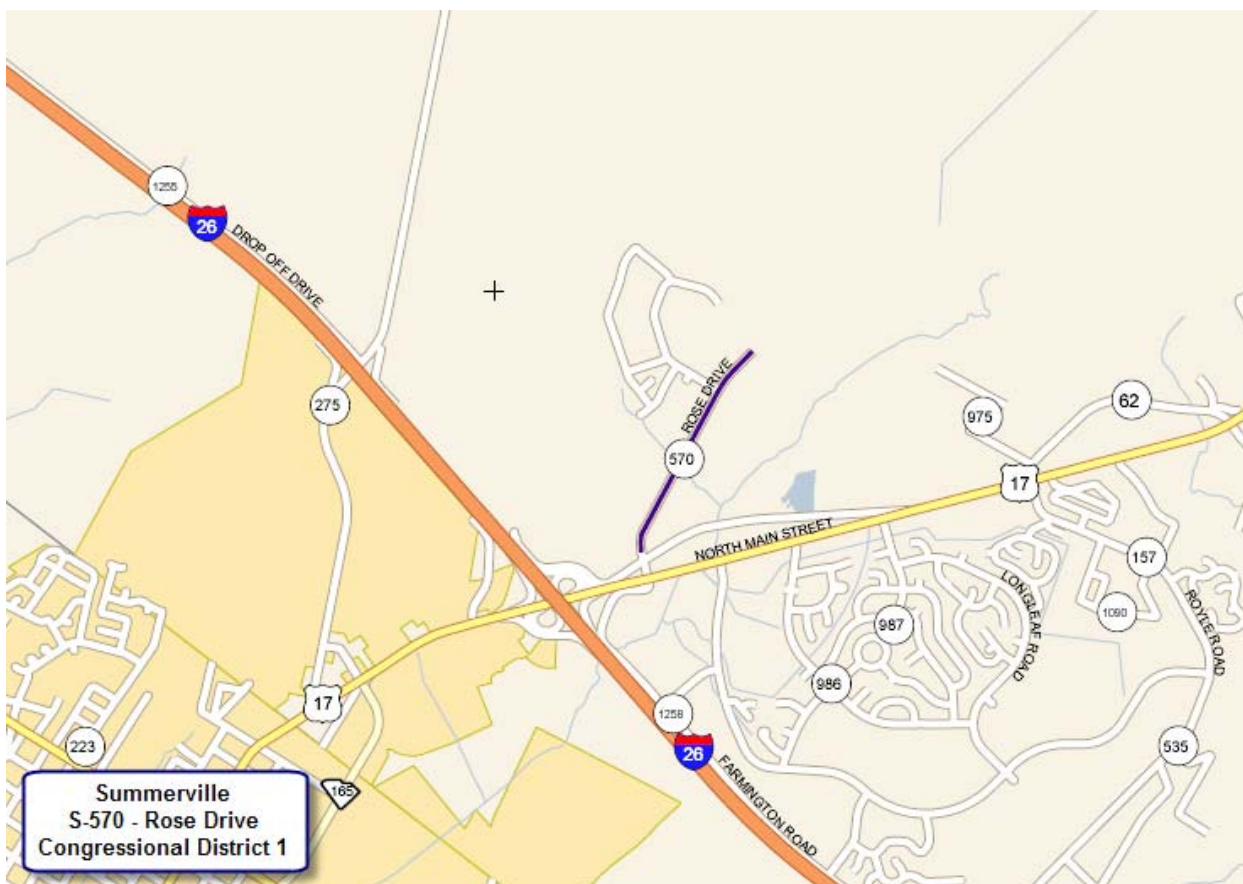 1258
26
DROP OFF DRIVE
275
ROSE DRIVE
570
975
62
17
NORTH MAIN STREET
157
LONGLEAF ROAD
1090
ROYLE ROAD
987
986
17
1258
26
FARMINGTON ROAD
535
223
165
Summerville
S-570 - Rose Drive
Congressional District 1